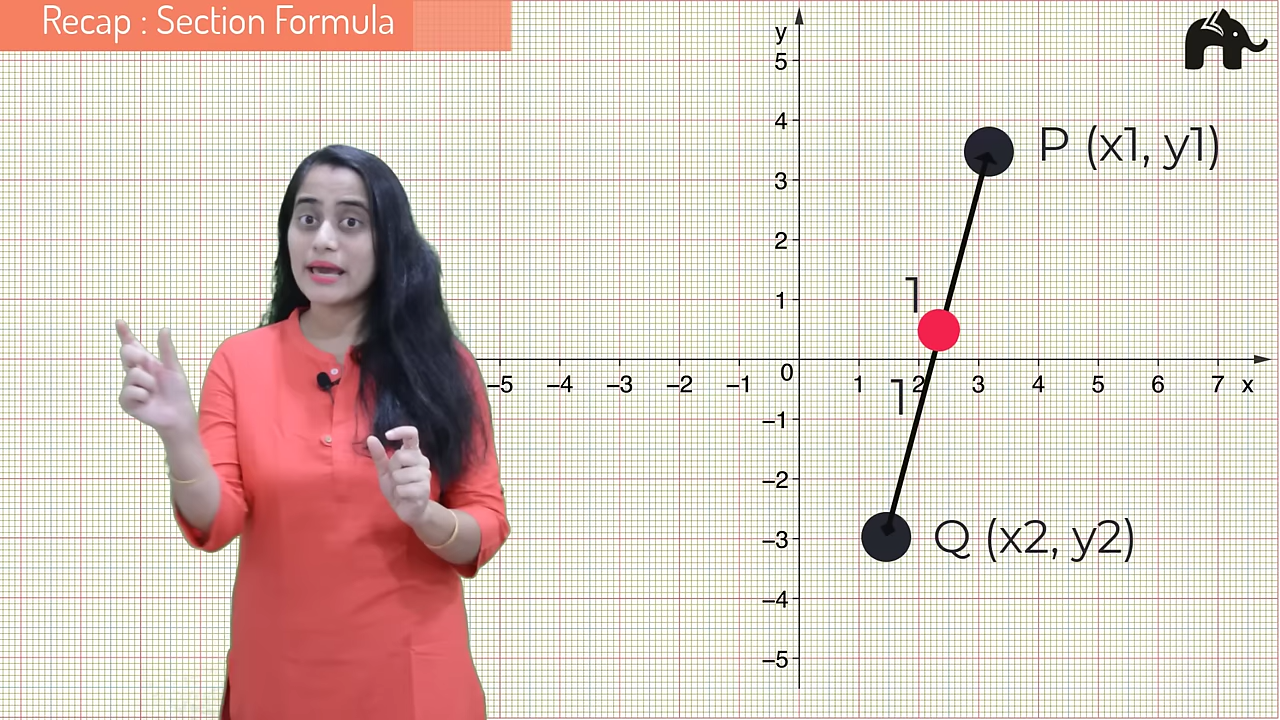 Recap : Section Formula
y
5
4
P (x1, y1)
3
2
1
1
0
−5 −4 −3 −2 −1 1 2 3 4 5 6 7 x
1
−1
−2
−3
Q (x2, y2)
−4
−5